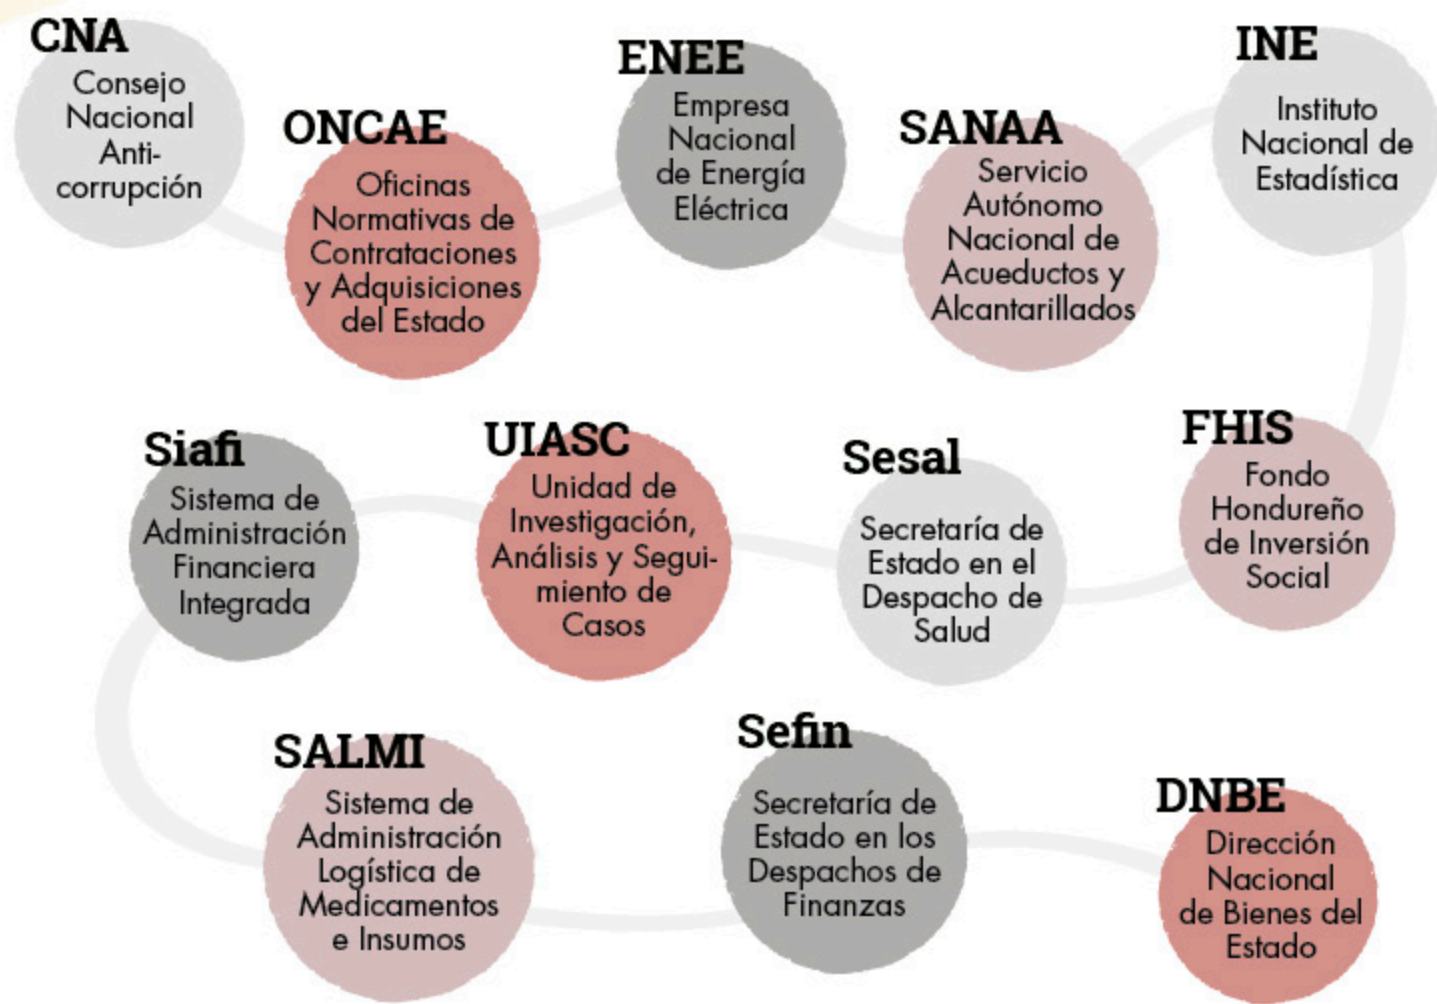 CNA
Consejo
Nacional
Anti-
corrupción
ONCAE
Oficinas
Normativas de
Contrataciones
y Adquisiciones
del Estado
ENEE
Empresa
Nacional
de Energía
Eléctrica
SANAA
Servicio
Autónomo
Nacional de
Acueductos y
Alcantarillados
INE
Instituto
Nacional de
Estadística
FHIS
Fondo
Hondureño
de Inversión
Social
Sesal
Secretaría de
Estado en el
Despacho de
Salud
UIASC
Unidad de
Investigación,
Análisis y Segui-
miento de
Casos
Siafi
Sistema de
Administración
Financiera
Integrada
SALMI
Sistema de
Administración
Logística de
Medicamentos
e Insumos
Sefin
Secretaría de
Estado en los
Despachos de
Finanzas
DNBE
Dirección
Nacional
de Bienes del
Estado